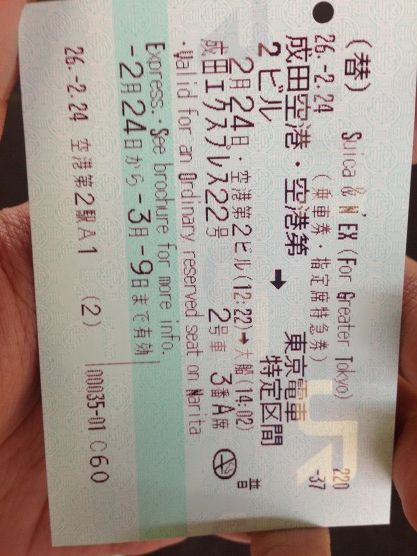 (替) Suica & N'EX (For Greater Tokyo) 220
26.-2.24 (乗車券・指定席特急券) -37
成田空港・空港第2ビル ➡ 東京電車特定区間
2月24日・空港第2ビル(12:22)➡大船(14:02)
成田エクスプレス22号 2号車 3番A席
・Valid for an Ordinary reserved seat on Narita
Express.・See brochure for more info.
-2月24日から-3月-9日まで有効
26.-2.24 空港第2駅A1 (2) 00035-01 C60